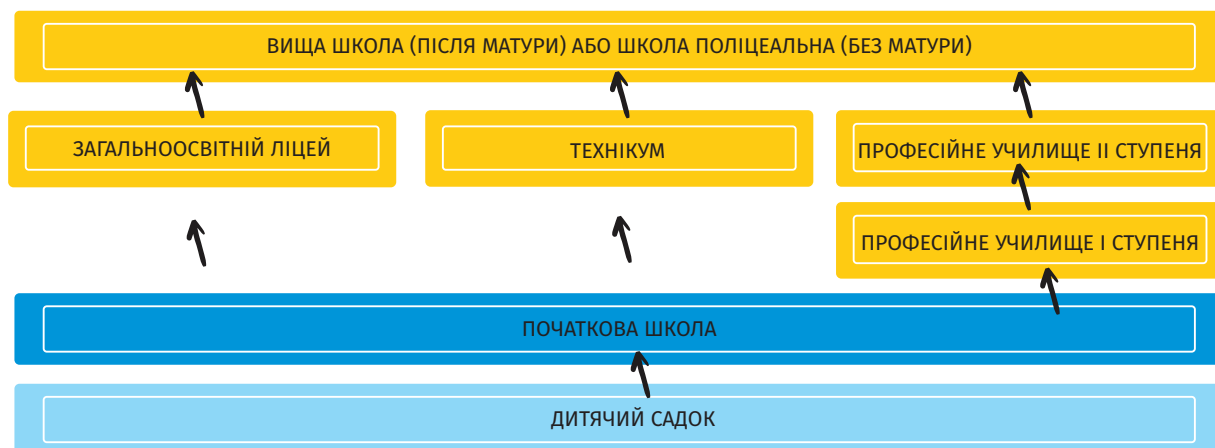 ВИЩА ШКОЛА (ПІСЛЯ МАТУРИ) АБО ШКОЛА ПОЛІЦЕАЛЬНА (БЕЗ МАТУРИ)
ЗАГАЛЬНООСВІТНІЙ ЛІЦЕЙ
ТЕХНІКУМ
ПРОФЕСІЙНЕ УЧИЛИЩЕ ІІ СТУПЕНЯ
ПРОФЕСІЙНЕ УЧИЛИЩЕ І СТУПЕНЯ
ПОЧАТКОВА ШКОЛА
ДИТЯЧИЙ САДОК